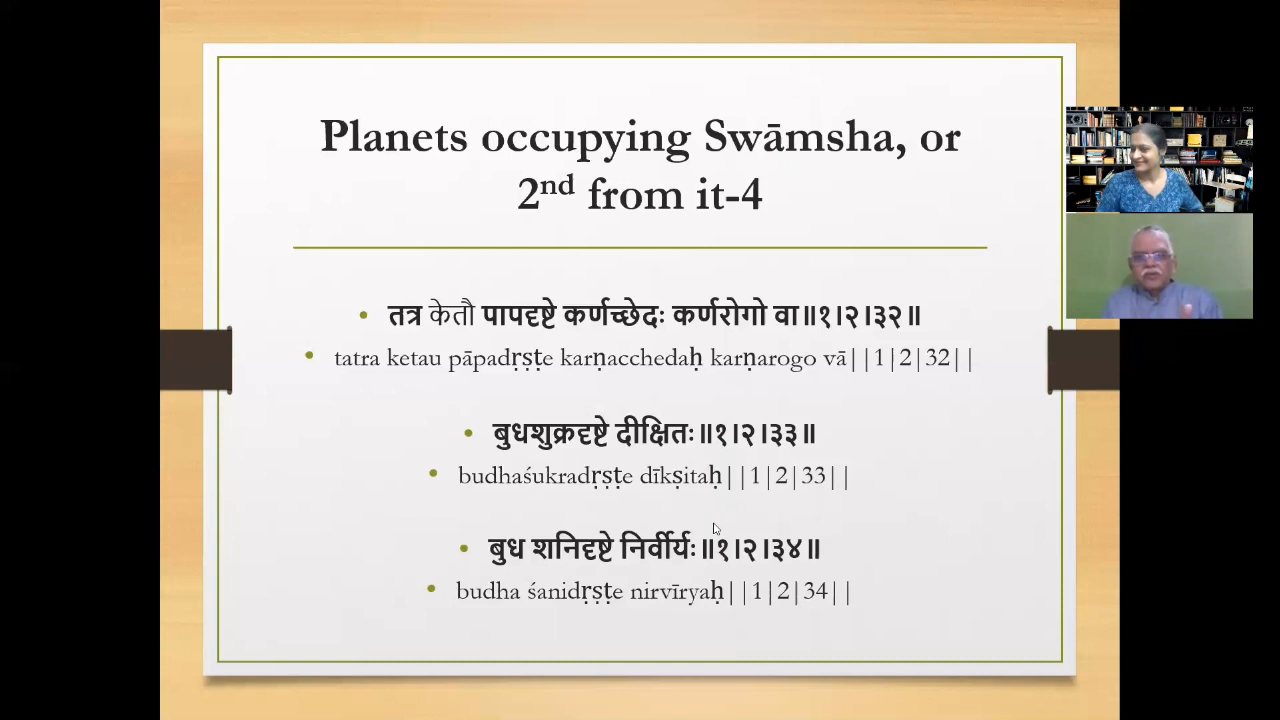 Planets occupying Swāmsha, or
2nd from it-4
• तत्र केतौ पापदृष्टे कर्णच्छेदः कर्णरोगो वा॥१।२।३२॥
• tatra ketau pāpadṛṣṭe karṇacchedaḥ karṇarogo vā||1|2|32||
• बुधशुक्रदृष्टे दीक्षितः॥१।२।३३॥
• budhaśukradṛṣṭe dīkṣitaḥ||1|2|33||
• बुध शनिदृष्टे निर्वीर्यः॥१।२।३४॥
• budha śanidṛṣṭe nirvīryaḥ||1|2|34||